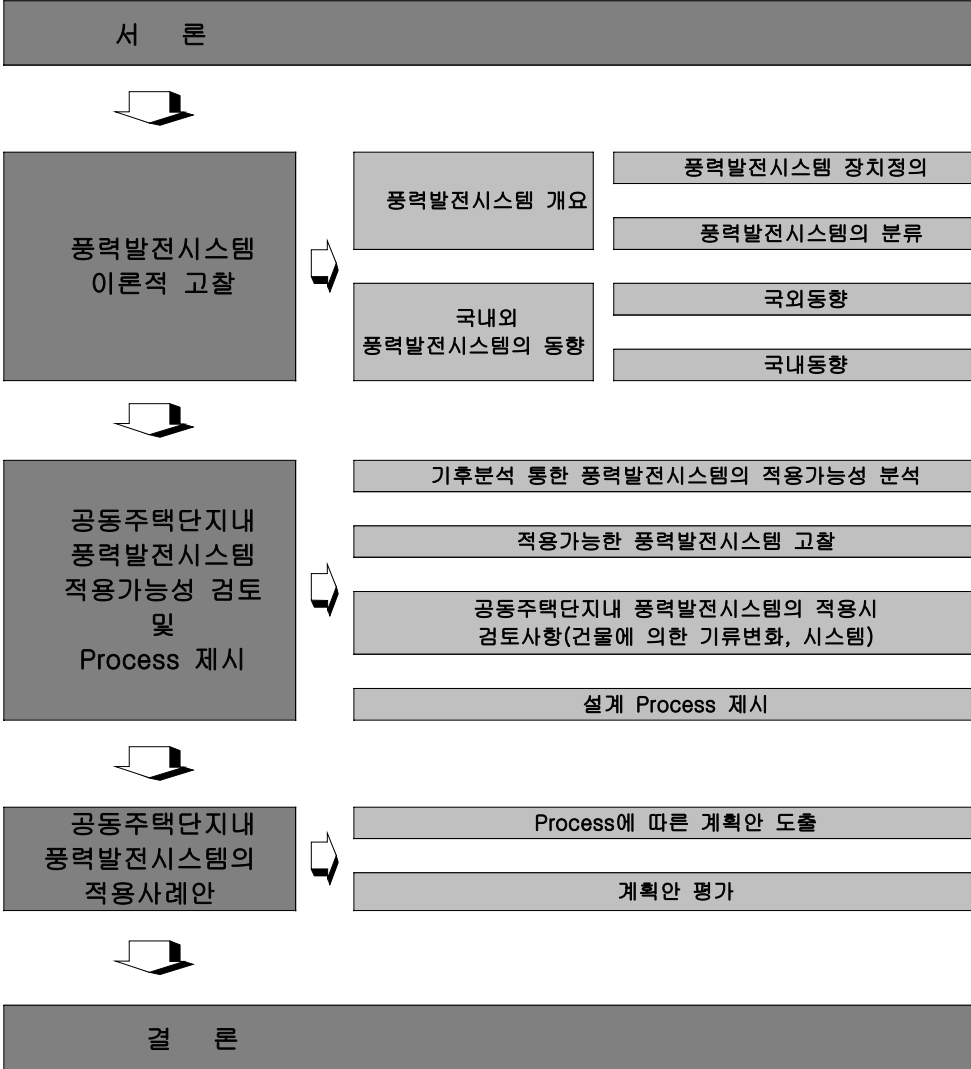 서 론
풍력발전시스템
이론적 고찰
풍력발전시스템 개요
풍력발전시스템 장치정의
풍력발전시스템의 분류
국내외
풍력발전시스템의 동향
국외동향
국내동향
공동주택단지내
풍력발전시스템
적용가능성 검토
및
Process 제시
기후분석 통한 풍력발전시스템의 적용가능성 분석
적용가능한 풍력발전시스템 고찰
공동주택단지내 풍력발전시스템의 적용시
검토사항(건물에 의한 기류변화, 시스템)
설계 Process 제시
공동주택단지내
풍력발전시스템의
적용사례안
Process에 따른 계획안 도출
계획안 평가
결 론